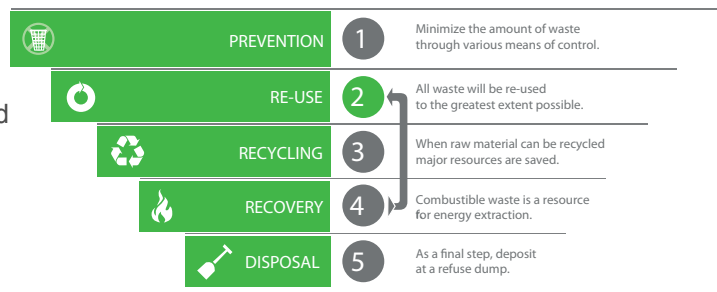 PREVENTION 1 Minimize the amount of waste
through various means of control.
RE-USE 2 All waste will be re-used
to the greatest extent possible.
d
RECYCLING 3 When raw material can be recycled
major resources are saved.
RECOVERY 4 Combustible waste is a resource
for energy extraction.
DISPOSAL 5 As a final step, deposit
at a refuse dump.